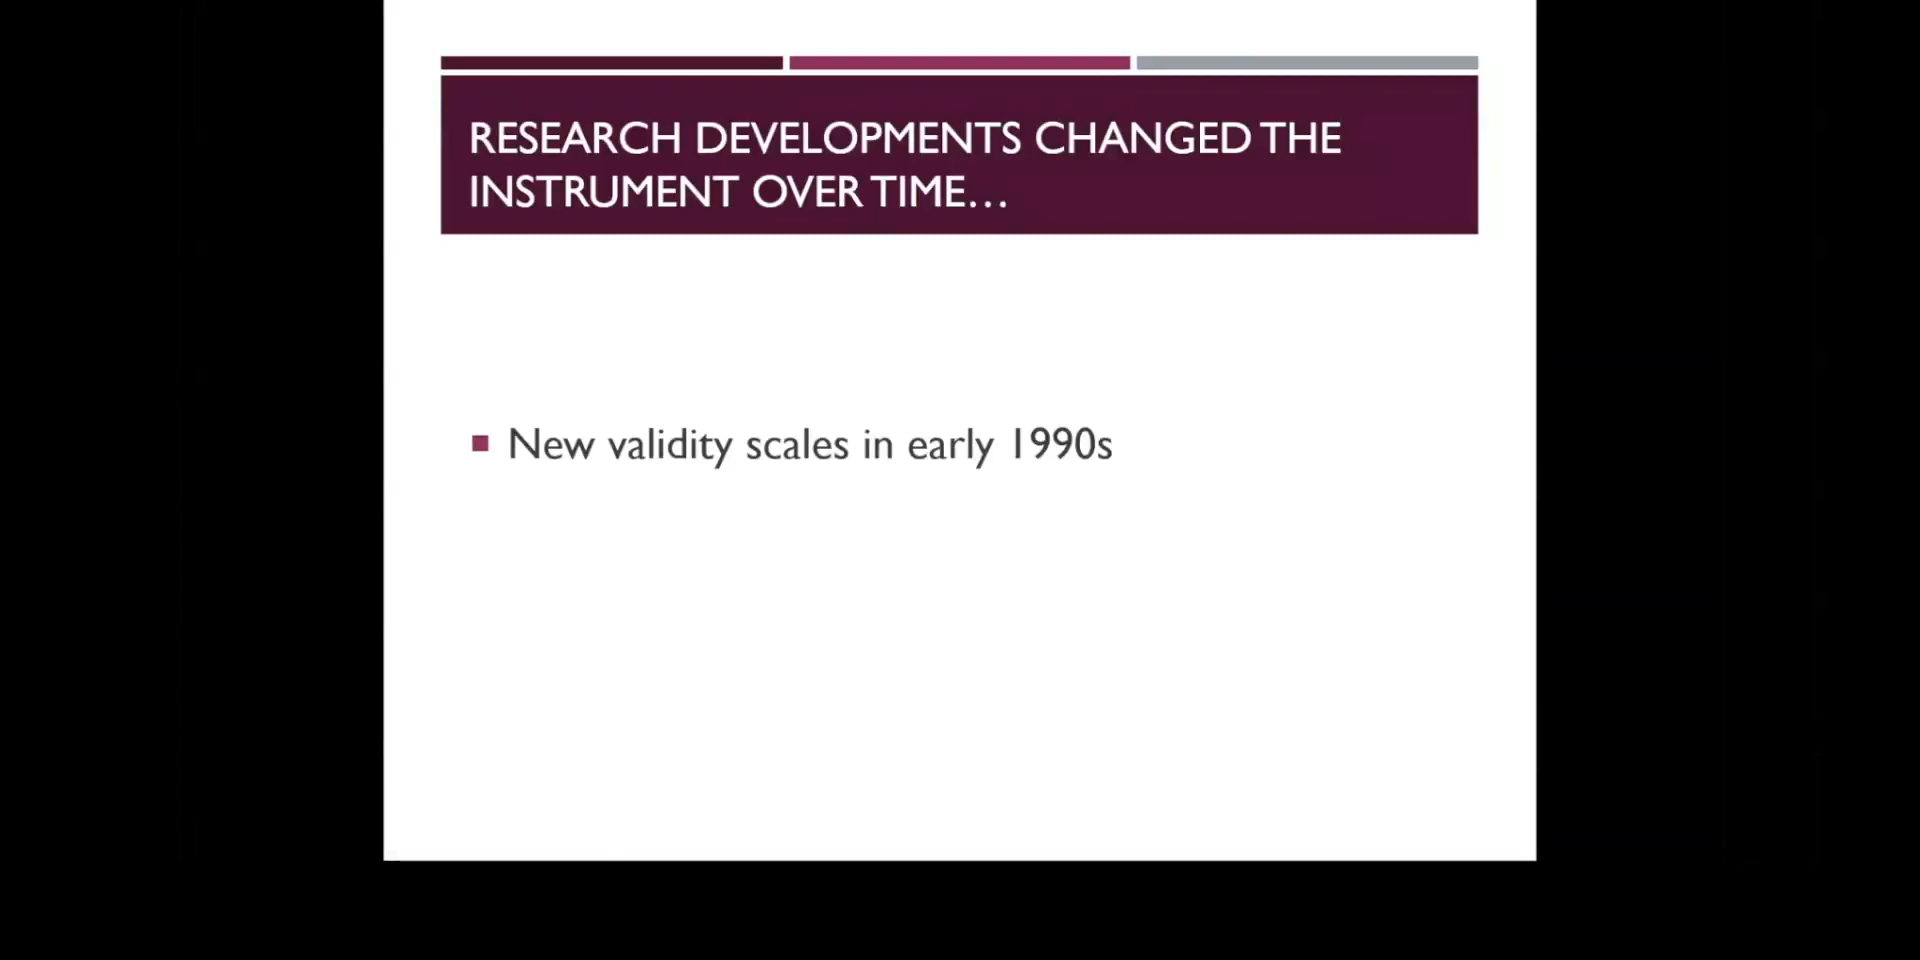 RESEARCH DEVELOPMENTS CHANGED THE
INSTRUMENT OVER TIME…
New validity scales in early 1990s